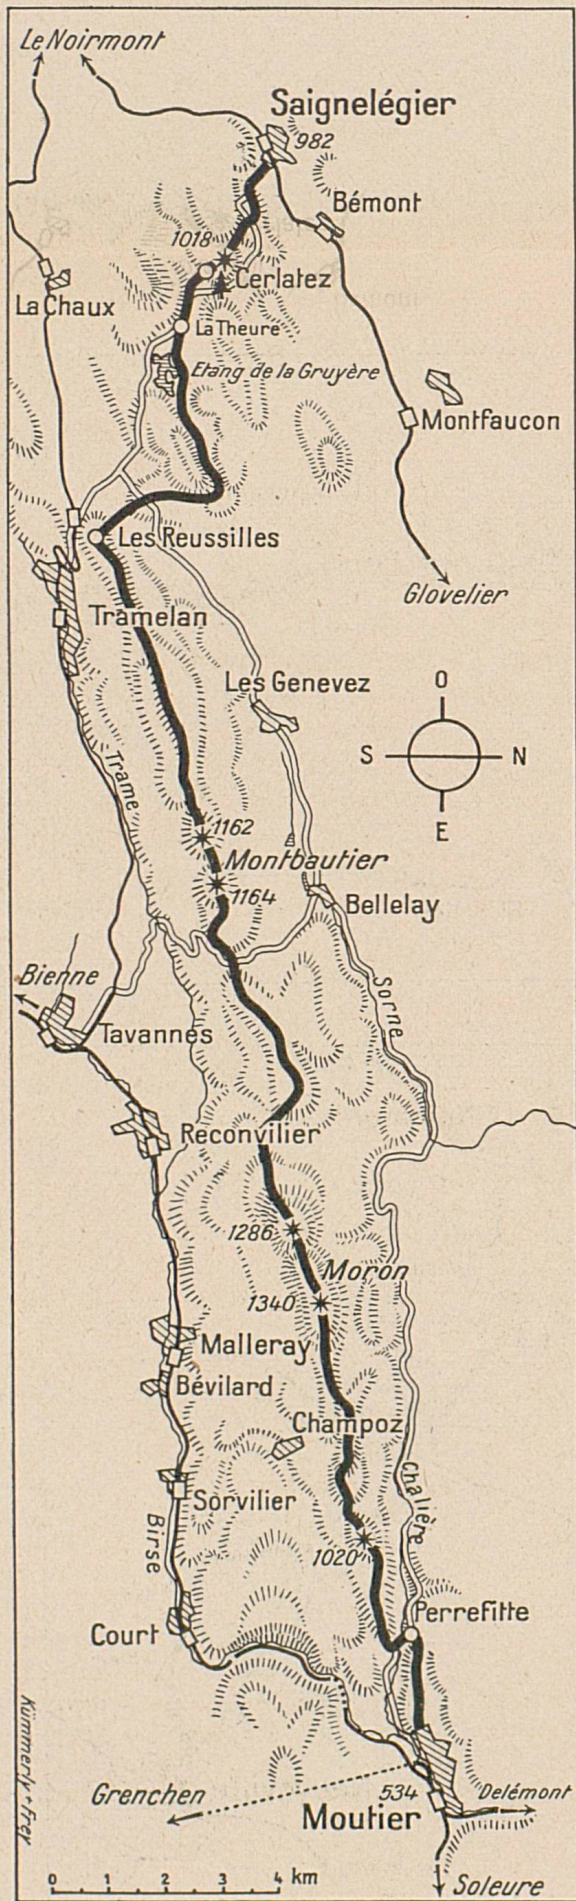 Le Noirmont
Saignelégier
982
Bémont
1018
Cerlatez
La Chaux
La Theure
Etang de la Gruyère
Montfaucon
Les Reussilles
Glovelier
Tramelan
Les Genevez
O
S
N
E
Trame
1162
Montbautier
1164
Bellelay
Bienne
Sorne
Tavannes
Reconvilier
1286
Moron
1340
Malleray
Bévilard
Champoz
Chalière
Sorvilier
Birse
1020
Perrefitte
Court
Kümmerly + Frey
Grenchen
534
Delémont
Moutier
0 1 2 3 4 km
Soleure